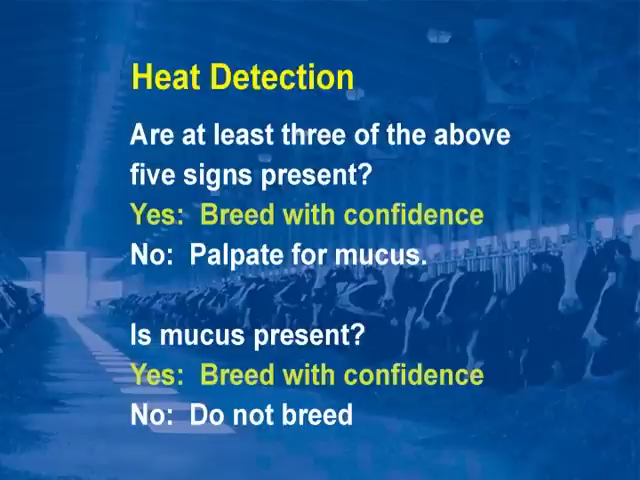 Heat Detection
Are at least three of the above
five signs present?
Yes:  Breed with confidence
No:  Palpate for mucus.
Is mucus present?
Yes:  Breed with confidence
No:  Do not breed